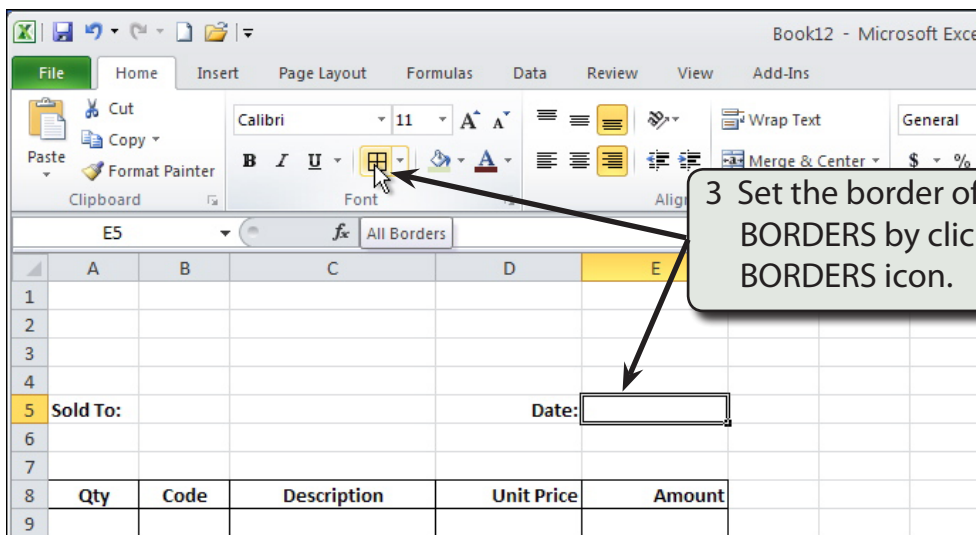 Book12 - Microsoft Exce
File Home Insert Page Layout Formulas Data Review View Add-Ins
Cut
Copy
Format Painter
Paste
Clipboard
Calibri 11 A A
B I U A
Font
Wrap Text
Merge & Center
Alig
General
$ %
E5 fx
All Borders
3 Set the border of
BORDERS by clic
BORDERS icon.
A B C D E
1
2
3
4
5 Sold To: Date:
6
7
8 Qty Code Description Unit Price Amount
9